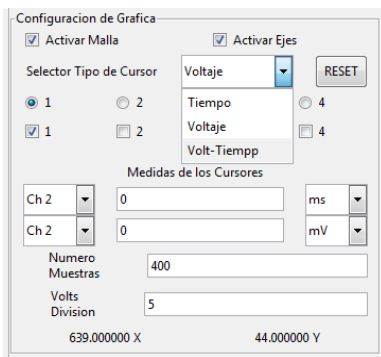 Configuracion de Grafica
Activar Malla Activar Ejes
Selector Tipo de Cursor Voltaje RESET
Tiempo
Voltaje
Volt-Tiempp
1 2 4
1 2 4
Medidas de los Cursores
Ch 2 0 ms
Ch 2 0 mV
Numero
Muestras
400
Volts
Division
5
639.000000 X 44.000000 Y